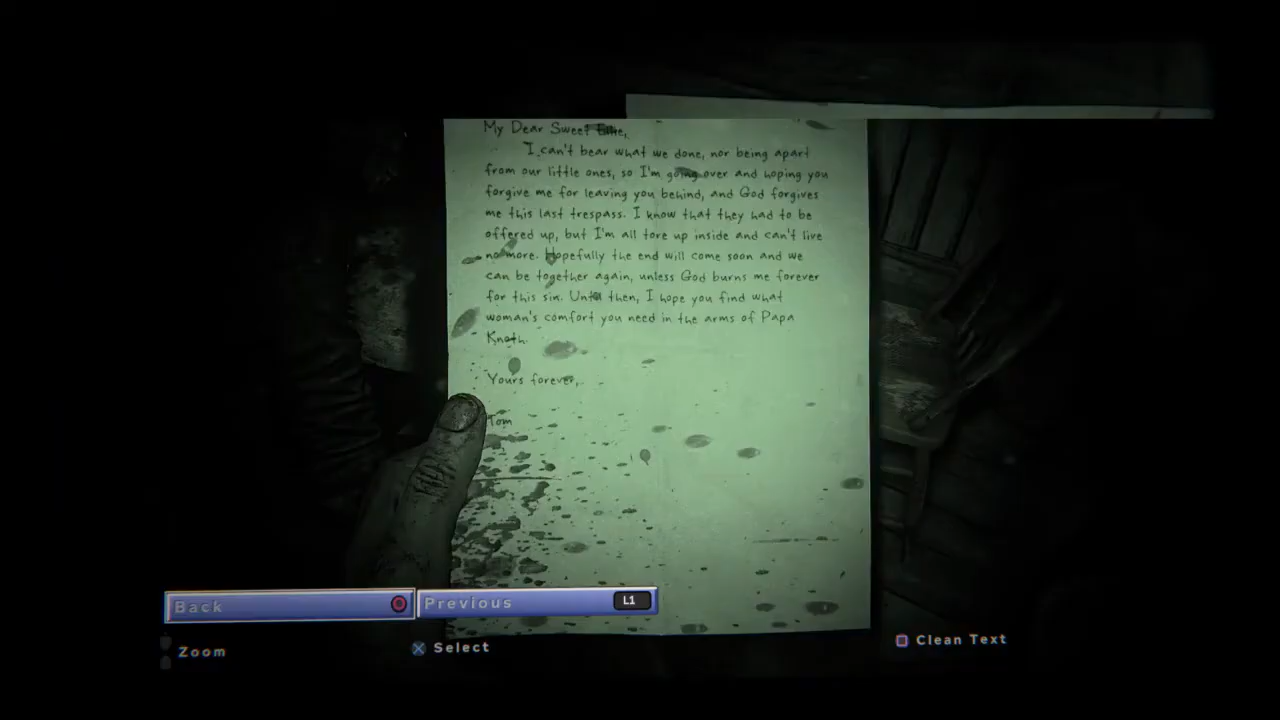 My Dear Sweet
I can't bear what we done, nor being apart
from our little ones, so I'm going over and hoping you
forgive me for leaving you behind, and God forgives
me this last trespass. I know that they had to be
offered up, but I'm all tore up inside and can't live
no more. Hopefully the end will come soon and we
can be together again, unless God burns me forever
for this sin. Until then, I hope you find what
woman's comfort you need in the arms of Papa
Knoth.
Yours forever,
Tom
Back
Previous L1
Zoom
Select
Clean Text